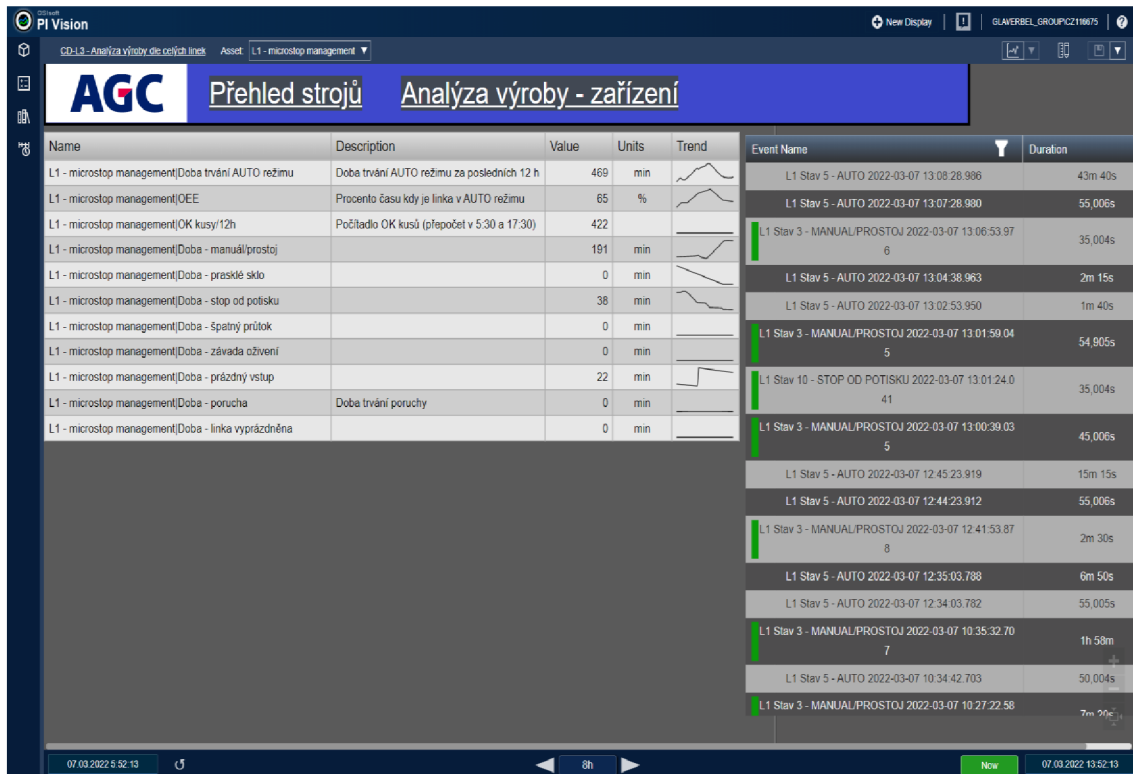 OSIsoft
PI Vision
New Display
!
GLAVERBEL_GROUP\CZ116675
?
CD-L3 - Analýza výroby dle celých linek Asset: L1 - microstop management
AGC Přehled strojů Analýza výroby - zařízení
Name Description Value Units Trend
L1 - microstop management|Doba trvání AUTO režimu Doba trvání AUTO režimu za posledních 12 h 469 min
L1 - microstop management|OEE Procento času kdy je linka v AUTO režimu 65 %
L1 - microstop management|OK kusy/12h Počítadlo OK kusů (přepočet v 5:30 a 17:30) 422
L1 - microstop management|Doba - manuál/prostoj 191 min
L1 - microstop management|Doba - prasklé sklo 0 min
L1 - microstop management|Doba - stop od potisku 38 min
L1 - microstop management|Doba - špatný průtok 0 min
L1 - microstop management|Doba - závada oživení 0 min
L1 - microstop management|Doba - prázdný vstup 22 min
L1 - microstop management|Doba - porucha Doba trvání poruchy 0 min
L1 - microstop management|Doba - linka vyprázdněna 0 min
Event Name Duration
L1 Stav 5 - AUTO 2022-03-07 13:08:28.986 43m 40s
L1 Stav 5 - AUTO 2022-03-07 13:07:28.980 55,006s
L1 Stav 3 - MANUAL/PROSTOJ 2022-03-07 13:06:53.97
6 35,004s
L1 Stav 5 - AUTO 2022-03-07 13:04:38.963 2m 15s
L1 Stav 5 - AUTO 2022-03-07 13:02:53.950 1m 40s
L1 Stav 3 - MANUAL/PROSTOJ 2022-03-07 13:01:59.04
5 54,905s
L1 Stav 10 - STOP OD POTISKU 2022-03-07 13:01:24.0
41 35,004s
L1 Stav 3 - MANUAL/PROSTOJ 2022-03-07 13:00:39.03
5 45,006s
L1 Stav 5 - AUTO 2022-03-07 12:45:23.919 15m 15s
L1 Stav 5 - AUTO 2022-03-07 12:44:23.912 55,006s
L1 Stav 3 - MANUAL/PROSTOJ 2022-03-07 12:41:53.87
8 2m 30s
L1 Stav 5 - AUTO 2022-03-07 12:35:03.788 6m 50s
L1 Stav 5 - AUTO 2022-03-07 12:34:03.782 55,005s
L1 Stav 3 - MANUAL/PROSTOJ 2022-03-07 10:35:32.70
7 1h 58m
L1 Stav 5 - AUTO 2022-03-07 10:34:42.703 50,004s
L1 Stav 3 - MANUAL/PROSTOJ 2022-03-07 10:27:22.58
7m 20s
07.03.2022 5:52:13 8h Now 07.03.2022 13:52:13